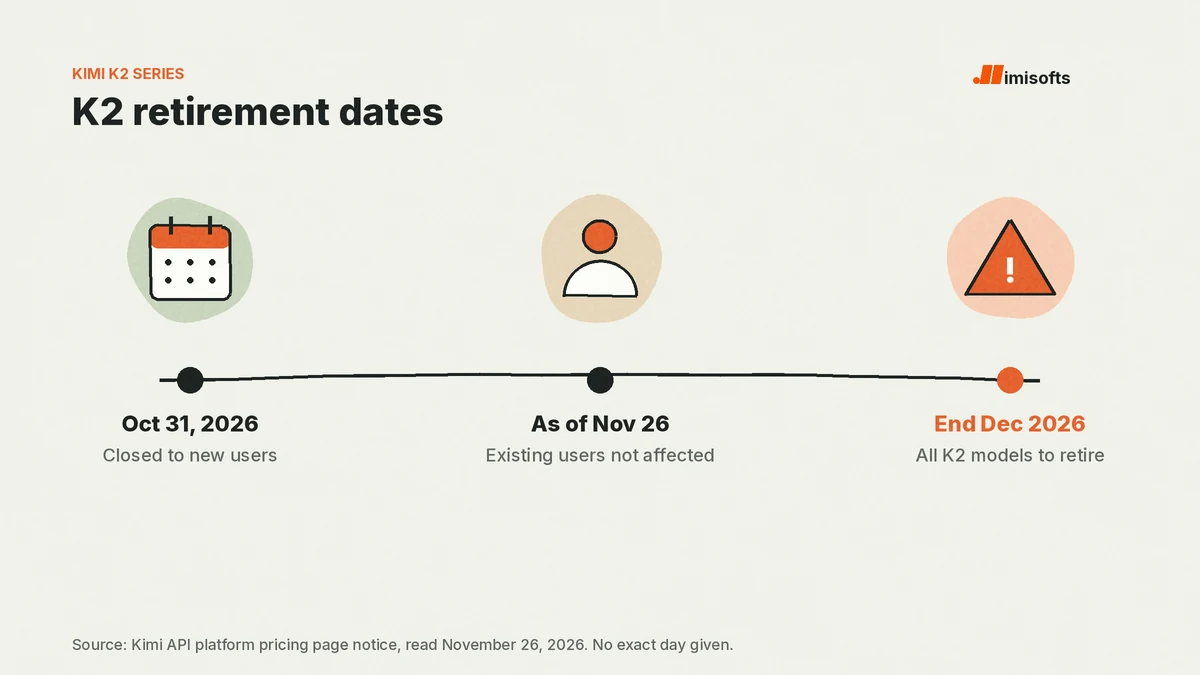 KIMI K2 SERIES
K2 retirement dates
imisofts
!
Oct 31, 2026
Closed to new users
As of Nov 26
Existing users not affected
End Dec 2026
All K2 models to retire
Source: Kimi API platform pricing page notice, read November 26, 2026. No exact day given.